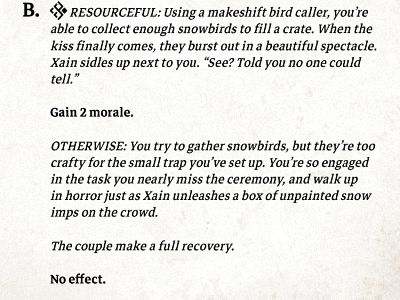 B. RESOURCEFUL: Using a makeshift bird caller, you’re
able to collect enough snowbirds to fill a crate. When the
kiss finally comes, they burst out in a beautiful spectacle.
Xain sidles up next to you. “See? Told you no one could
tell.”
Gain 2 morale.
OTHERWISE: You try to gather snowbirds, but they’re too
crafty for the small trap you’ve set up. You’re so engaged
in the task you nearly miss the ceremony, and walk up
in horror just as Xain unleashes a box of unpainted snow
imps on the crowd.
The couple make a full recovery.
No effect.